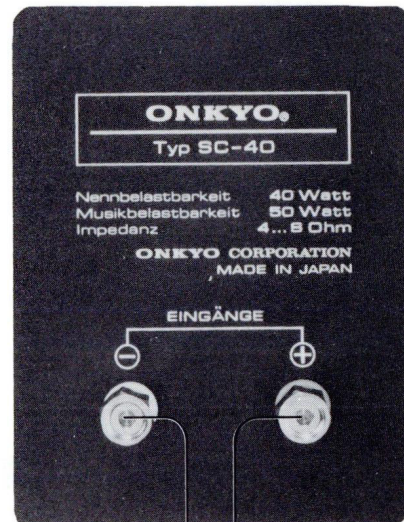 ONKYO®
Typ SC-40
Nennbelastbarkeit 40 Watt
Musikbelastbarkeit 50 Watt
Impedanz 4...8 Ohm
ONKYO CORPORATION
MADE IN JAPAN
EINGÄNGE
− +